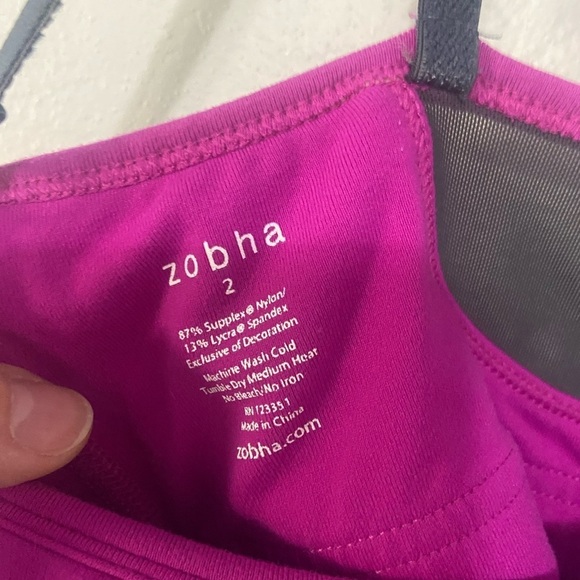 zobha
2
87% Supplex® Nylon/
13% Lycra® Spandex
Exclusive of Decoration
Machine Wash Cold
Tumble Dry Medium Hear
No Bleach/No Iron
RN 123351
Made in China
zobha.com